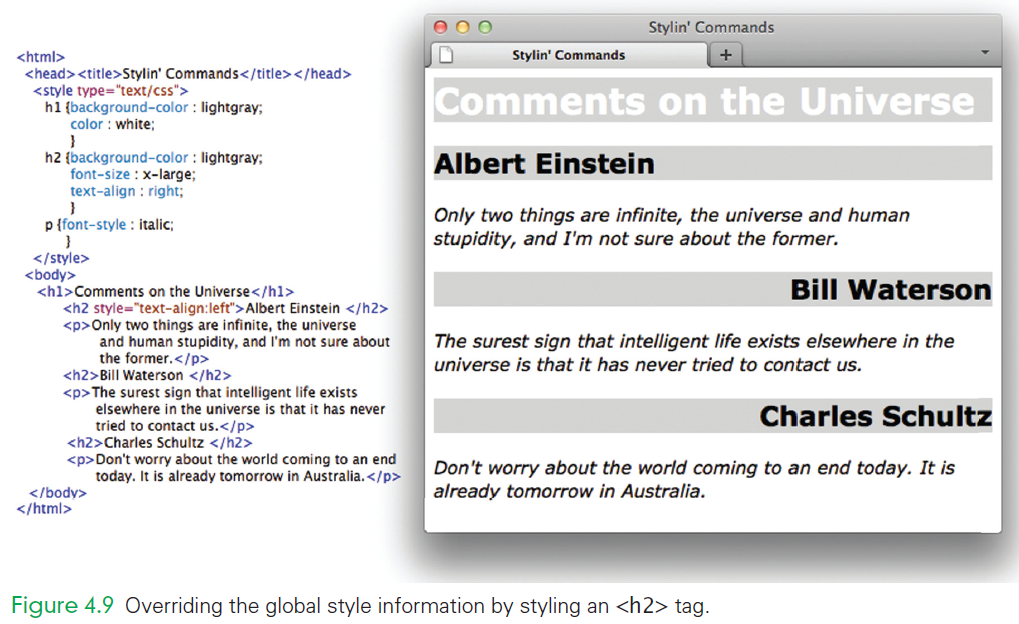 <html>
<head><title>Stylin' Commands</title></head>
<style type="text/css">
h1 {background-color : lightgray;
color : white;
}
h2 {background-color : lightgray;
font-size : x-large;
text-align : right;
}
p {font-style : italic;
}
</style>
<body>
<h1>Comments on the Universe</h1>
<h2 style="text-align:left">Albert Einstein </h2>
<p>Only two things are infinite, the universe
and human stupidity, and I'm not sure about
the former.</p>
<h2>Bill Waterson </h2>
<p>The surest sign that intelligent life exists
elsewhere in the universe is that it has never
tried to contact us.</p>
<h2>Charles Schultz </h2>
<p>Don't worry about the world coming to an end
today. It is already tomorrow in Australia.</p>
</body>
</html>
Stylin' Commands
Stylin' Commands
Comments on the Universe
Albert Einstein
Only two things are infinite, the universe and human
stupidity, and I'm not sure about the former.
Bill Waterson
The surest sign that intelligent life exists elsewhere in the
universe is that it has never tried to contact us.
Charles Schultz
Don't worry about the world coming to an end today. It is
already tomorrow in Australia.
Figure 4.9 Overriding the global style information by styling an <h2> tag.